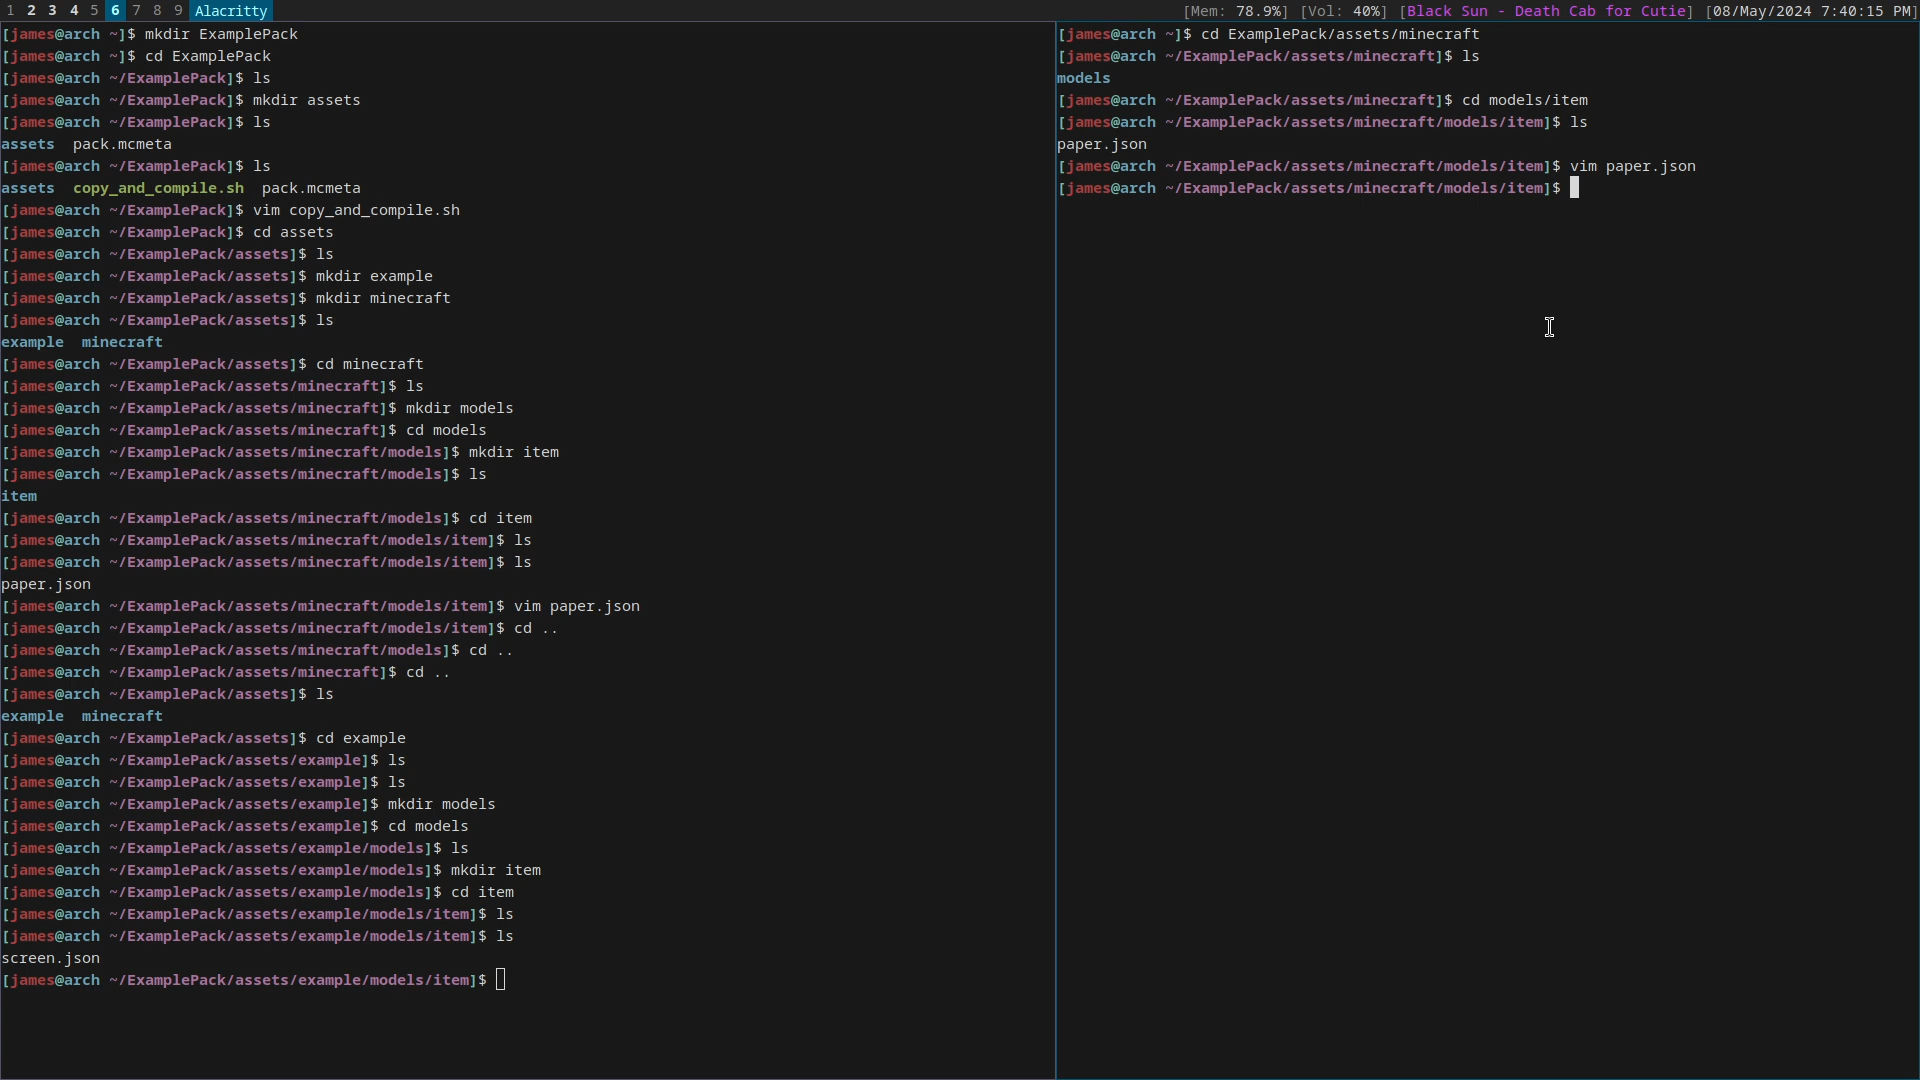 1 2 3 4 5 6 7 8 9 Alacritty [Mem: 78.9%] [Vol: 40%] [Black Sun - Death Cab for Cutie] [08/May/2024 7:40:15 PM]
[james@arch ~]$ mkdir ExamplePack
[james@arch ~]$ cd ExamplePack
[james@arch ~/ExamplePack]$ ls
[james@arch ~/ExamplePack]$ mkdir assets
[james@arch ~/ExamplePack]$ ls
assets  pack.mcmeta
[james@arch ~/ExamplePack]$ ls
assets  copy_and_compile.sh  pack.mcmeta
[james@arch ~/ExamplePack]$ vim copy_and_compile.sh
[james@arch ~/ExamplePack]$ cd assets
[james@arch ~/ExamplePack/assets]$ ls
[james@arch ~/ExamplePack/assets]$ mkdir example
[james@arch ~/ExamplePack/assets]$ mkdir minecraft
[james@arch ~/ExamplePack/assets]$ ls
example  minecraft
[james@arch ~/ExamplePack/assets]$ cd minecraft
[james@arch ~/ExamplePack/assets/minecraft]$ ls
[james@arch ~/ExamplePack/assets/minecraft]$ mkdir models
[james@arch ~/ExamplePack/assets/minecraft]$ cd models
[james@arch ~/ExamplePack/assets/minecraft/models]$ mkdir item
[james@arch ~/ExamplePack/assets/minecraft/models]$ ls
item
[james@arch ~/ExamplePack/assets/minecraft/models]$ cd item
[james@arch ~/ExamplePack/assets/minecraft/models/item]$ ls
[james@arch ~/ExamplePack/assets/minecraft/models/item]$ ls
paper.json
[james@arch ~/ExamplePack/assets/minecraft/models/item]$ vim paper.json
[james@arch ~/ExamplePack/assets/minecraft/models/item]$ cd ..
[james@arch ~/ExamplePack/assets/minecraft/models]$ cd ..
[james@arch ~/ExamplePack/assets/minecraft]$ cd ..
[james@arch ~/ExamplePack/assets]$ ls
example  minecraft
[james@arch ~/ExamplePack/assets]$ cd example
[james@arch ~/ExamplePack/assets/example]$ ls
[james@arch ~/ExamplePack/assets/example]$ ls
[james@arch ~/ExamplePack/assets/example]$ mkdir models
[james@arch ~/ExamplePack/assets/example]$ cd models
[james@arch ~/ExamplePack/assets/example/models]$ ls
[james@arch ~/ExamplePack/assets/example/models]$ mkdir item
[james@arch ~/ExamplePack/assets/example/models]$ cd item
[james@arch ~/ExamplePack/assets/example/models/item]$ ls
[james@arch ~/ExamplePack/assets/example/models/item]$ ls
screen.json
[james@arch ~/ExamplePack/assets/example/models/item]$
[james@arch ~]$ cd ExamplePack/assets/minecraft
[james@arch ~/ExamplePack/assets/minecraft]$ ls
models
[james@arch ~/ExamplePack/assets/minecraft]$ cd models/item
[james@arch ~/ExamplePack/assets/minecraft/models/item]$ ls
paper.json
[james@arch ~/ExamplePack/assets/minecraft/models/item]$ vim paper.json
[james@arch ~/ExamplePack/assets/minecraft/models/item]$